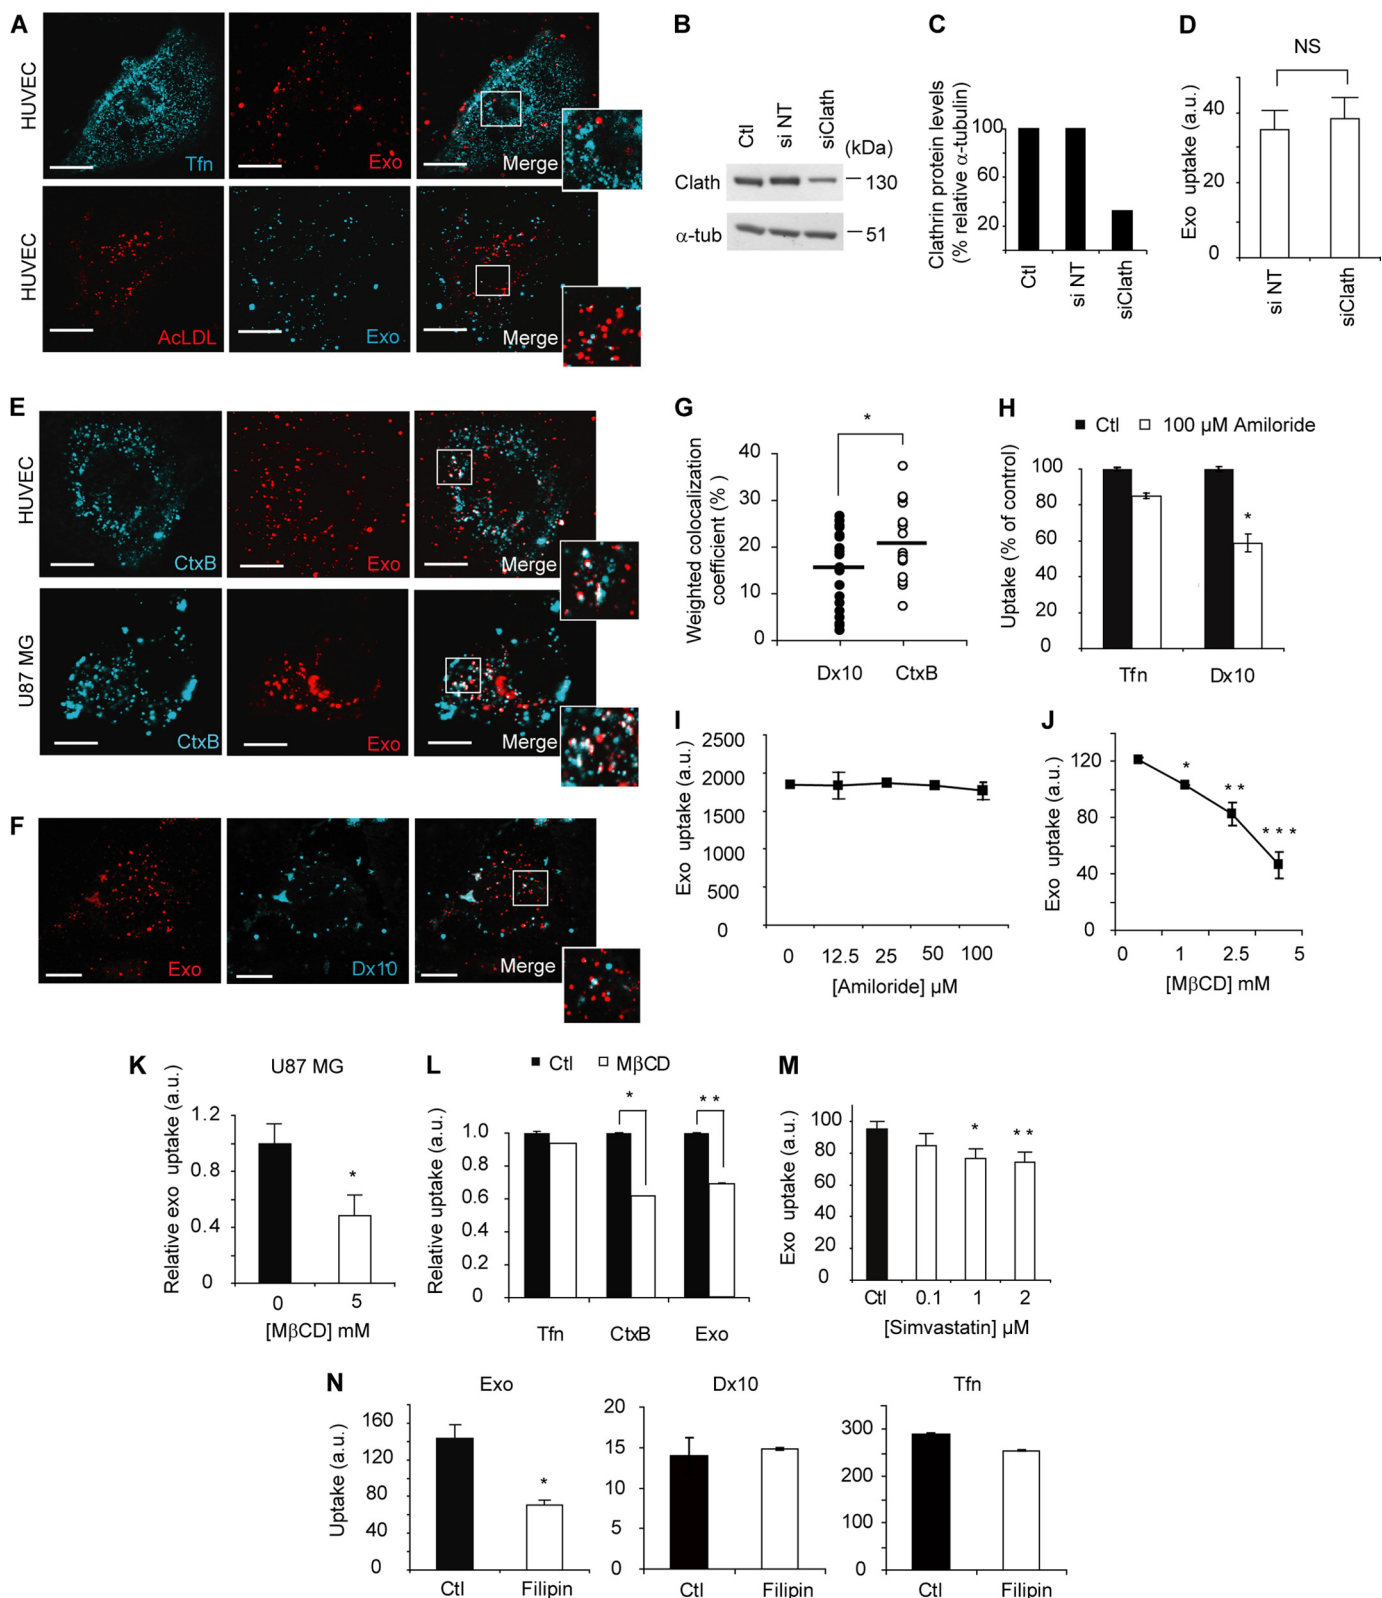 A
HUVEC
Tfn
Exo
Merge
HUVEC
AcLDL
Exo
Merge
B
Ctl
si NT
siClath
(kDa)
Clath
130
α-tub
51
C
Clathrin protein levels
(% relative α-tubulin)
100
60
20
Ctl
si NT
siClath
D
NS
Exo uptake (a.u.)
40
20
0
si NT
siClath
E
HUVEC
CtxB
Exo
Merge
U87 MG
CtxB
Exo
Merge
F
Exo
Dx10
Merge
G
*
Weighted colocalization
coefficient (% )
40
30
20
10
0
Dx10
CtxB
H
Ctl
100 µM Amiloride
Uptake (% of control)
100
80
60
40
20
0
*
Tfn
Dx10
I
Exo uptake (a.u.)
2500
2000
1500
1000
500
0
0 12.5 25 50 100
[Amiloride] µM
J
Exo uptake (a.u.)
120
80
40
0
*
* *
* * *
0 1 2.5 5
[MβCD] mM
K
U87 MG
Relative exo uptake (a.u.)
1.2
0.8
0.4
0
*
0 5
[MβCD] mM
L
Ctl
MβCD
Relative uptake (a.u.)
1.0
0.8
0.6
0.4
0.2
0
*
* *
Tfn
CtxB
Exo
M
Exo uptake (a.u.)
100
80
60
40
20
0
*
* *
Ctl 0.1 1 2
[Simvastatin] µM
N
Exo
Uptake (a.u.)
160
120
80
40
0
*
Ctl
Filipin
Dx10
20
15
10
5
0
Ctl
Filipin
Tfn
300
200
100
0
Ctl
Filipin